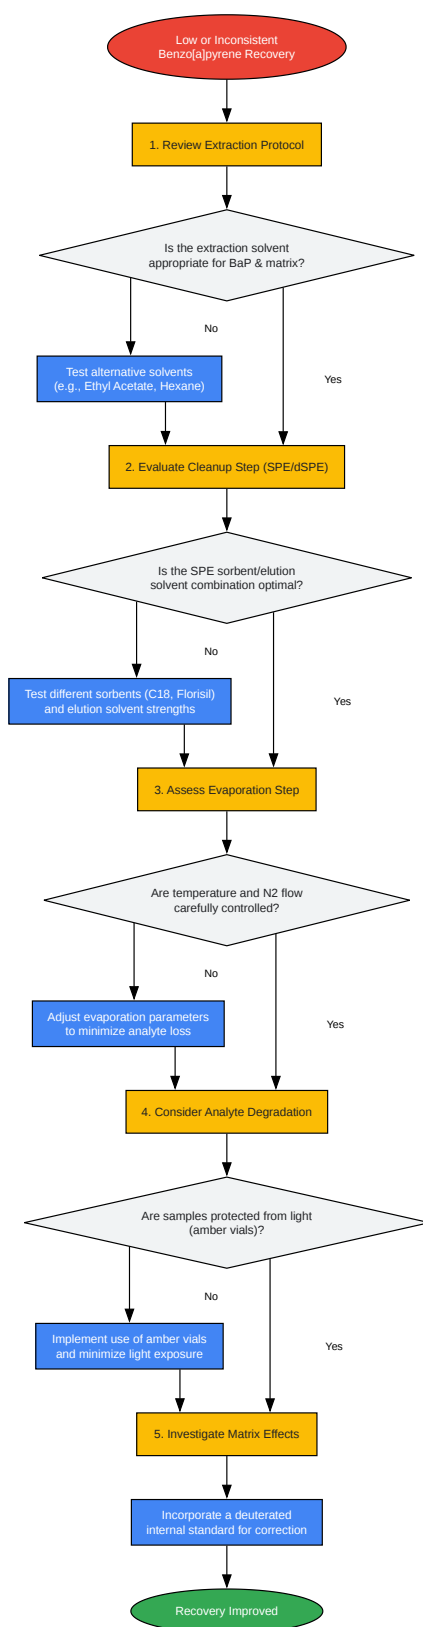 Low or Inconsistent
Benzo[a]pyrene Recovery
1. Review Extraction Protocol
Is the extraction solvent
appropriate for BaP & matrix?
No
Test alternative solvents
(e.g., Ethyl Acetate, Hexane)
Yes
2. Evaluate Cleanup Step (SPE/dSPE)
Is the SPE sorbent/elution
solvent combination optimal?
No
Test different sorbents (C18, Florisil)
and elution solvent strengths
Yes
3. Assess Evaporation Step
Are temperature and N2 flow
carefully controlled?
No
Adjust evaporation parameters
to minimize analyte loss
Yes
4. Consider Analyte Degradation
Are samples protected from light
(amber vials)?
No
Implement use of amber vials
and minimize light exposure
Yes
5. Investigate Matrix Effects
Incorporate a deuterated
internal standard for correction
Recovery Improved